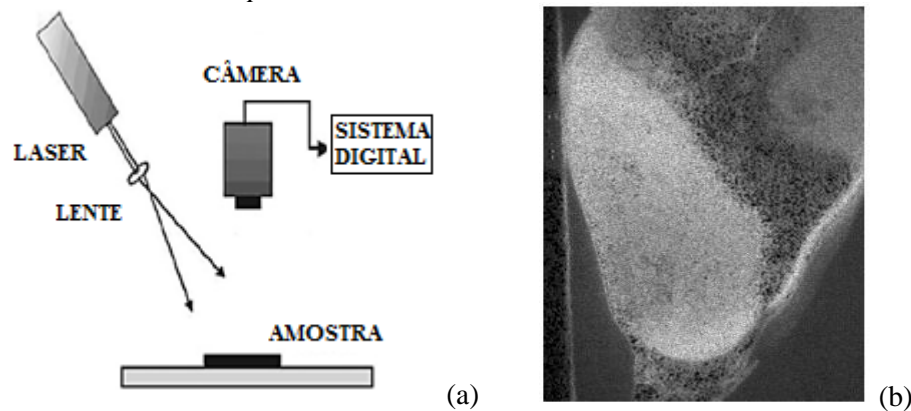 CÂMERA
SISTEMA
DIGITAL
LASER
LENTE
AMOSTRA
(a)
(b)